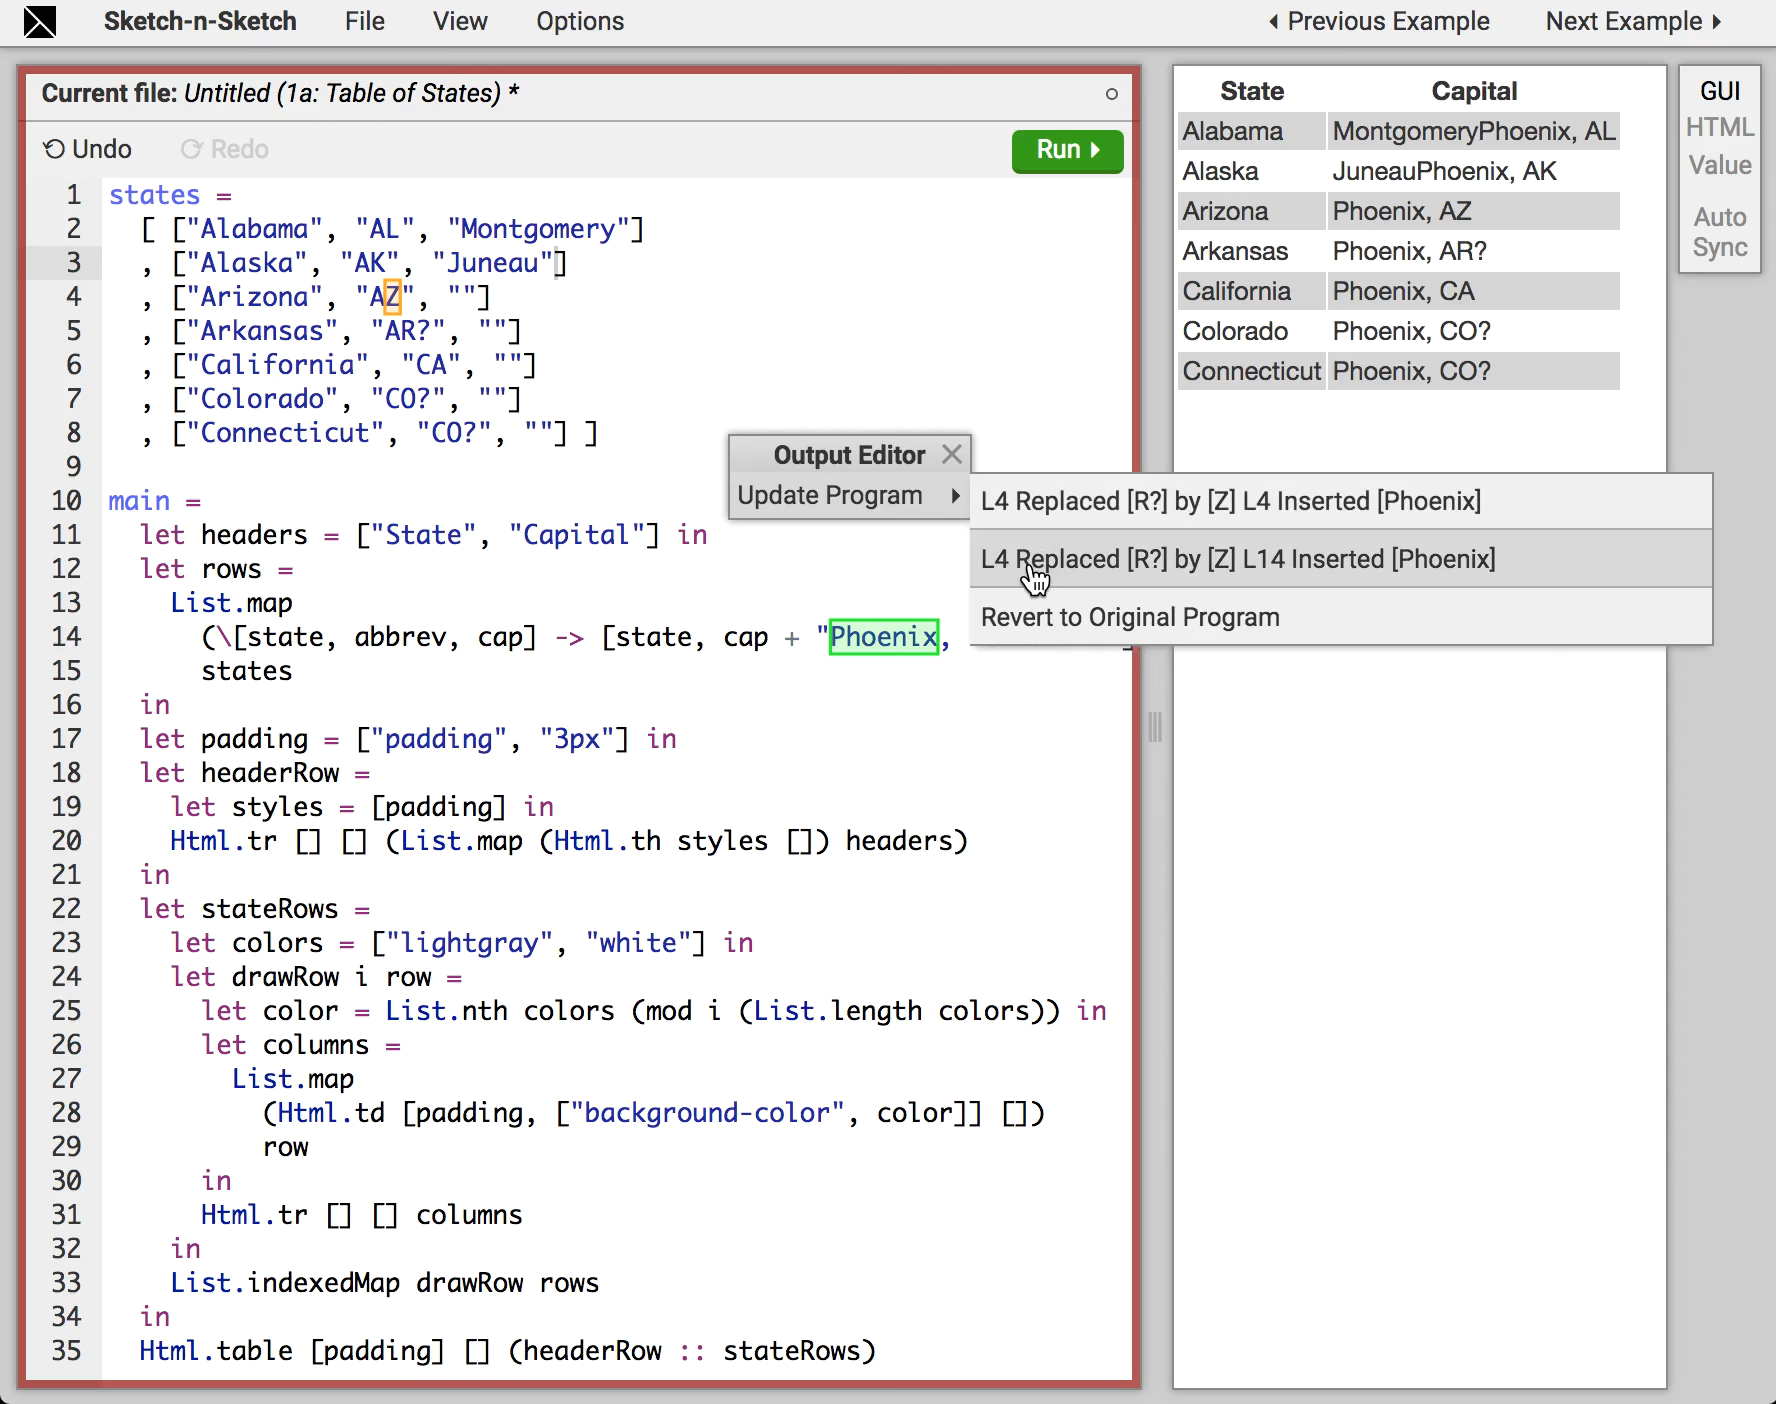 Sketch-n-Sketch File View Options Previous Example Next Example
Current file: Untitled (1a: Table of States) *
Undo Redo Run
1 states =
2 [ ["Alabama", "AL", "Montgomery"]
3 , ["Alaska", "AK", "Juneau"]
4 , ["Arizona", "AZ", ""]
5 , ["Arkansas", "AR?", ""]
6 , ["California", "CA", ""]
7 , ["Colorado", "CO?", ""]
8 , ["Connecticut", "CO?", ""] ]
9
10 main =
11 let headers = ["State", "Capital"] in
12 let rows =
13 List.map
14 (\[state, abbrev, cap] -> [state, cap + "Phoenix,
15 states
16 in
17 let padding = ["padding", "3px"] in
18 let headerRow =
19 let styles = [padding] in
20 Html.tr [] [] (List.map (Html.th styles []) headers)
21 in
22 let stateRows =
23 let colors = ["lightgray", "white"] in
24 let drawRow i row =
25 let color = List.nth colors (mod i (List.length colors)) in
26 let columns =
27 List.map
28 (Html.td [padding, ["background-color", color]] [])
29 row
30 in
31 Html.tr [] [] columns
32 in
33 List.indexedMap drawRow rows
34 in
35 Html.table [padding] [] (headerRow :: stateRows)
Output Editor
Update Program
L4 Replaced [R?] by [Z] L4 Inserted [Phoenix]
L4 Replaced [R?] by [Z] L14 Inserted [Phoenix]
Revert to Original Program
State Capital
Alabama MontgomeryPhoenix, AL
Alaska JuneauPhoenix, AK
Arizona Phoenix, AZ
Arkansas Phoenix, AR?
California Phoenix, CA
Colorado Phoenix, CO?
Connecticut Phoenix, CO?
GUI
HTML
Value
Auto
Sync